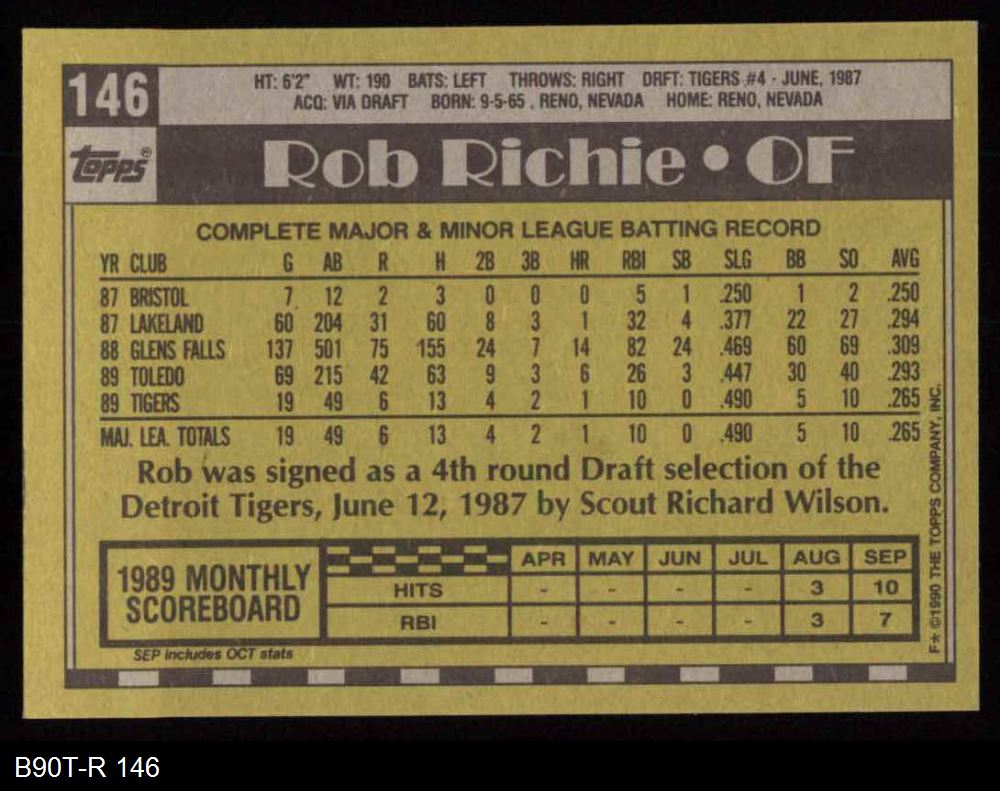 146
HT: 6'2" WT: 190 BATS: LEFT THROWS: RIGHT DRFT: TIGERS #4 - JUNE, 1987
ACQ: VIA DRAFT BORN: 9-5-65 , RENO, NEVADA HOME: RENO, NEVADA
topps®
Rob Richie • OF
COMPLETE MAJOR & MINOR LEAGUE BATTING RECORD
YR CLUB G AB R H 2B 3B HR RBI SB SLG BB SO AVG
87 BRISTOL 7 12 2 3 0 0 0 5 1 .250 1 2 .250
87 LAKELAND 60 204 31 60 8 3 1 32 4 .377 22 27 .294
88 GLENS FALLS 137 501 75 155 24 7 14 82 24 .469 60 69 .309
89 TOLEDO 69 215 42 63 9 3 6 26 3 .447 30 40 .293
89 TIGERS 19 49 6 13 4 2 1 10 0 .490 5 10 .265
MAJ. LEA. TOTALS 19 49 6 13 4 2 1 10 0 .490 5 10 .265
Rob was signed as a 4th round Draft selection of the
Detroit Tigers, June 12, 1987 by Scout Richard Wilson.
1989 MONTHLY
SCOREBOARD
APR MAY JUN JUL AUG SEP
HITS - - - - 3 10
RBI - - - - 3 7
SEP includes OCT stats
F* ©1990 THE TOPPS COMPANY, INC.
B90T-R 146